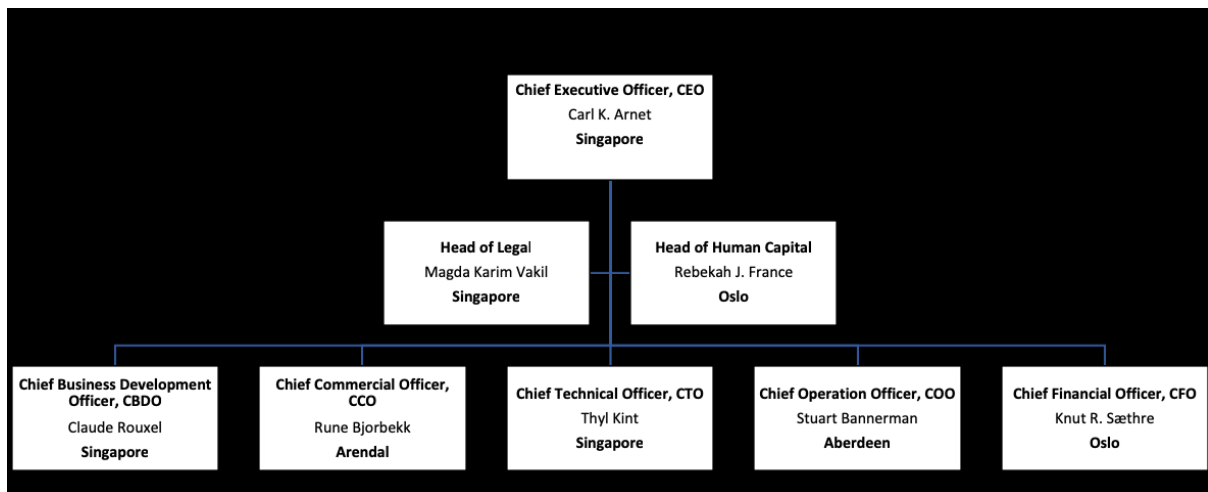 Chief Executive Officer, CEO
Carl K. Arnet
Singapore
Head of Legal
Magda Karim Vakil
Singapore
Head of Human Capital
Rebekah J. France
Oslo
Chief Business Development
Officer, CBDO
Claude Rouxel
Singapore
Chief Commercial Officer,
CCO
Rune Bjorbekk
Arendal
Chief Technical Officer, CTO
Thyl Kint
Singapore
Chief Operation Officer, COO
Stuart Bannerman
Aberdeen
Chief Financial Officer, CFO
Knut R. Sæthre
Oslo